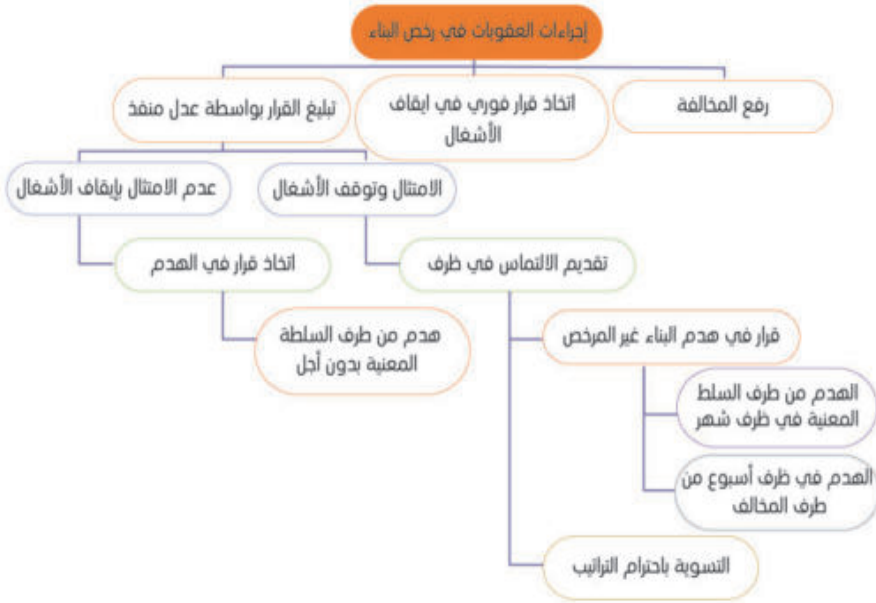 إجراءات العقوبات في رخص البناء
رفع المخالفة
اتخاذ قرار فوري في ايقاف
الأشغال
تبليغ القرار بواسطة عدل منفذ
الامتثال وتوقف الأشغال
عدم الامتثال بإيقاف الأشغال
تقديم الالتماس في ظرف
اتخاذ قرار في الهدم
قرار في هدم البناء غير المرخص
هدم من طرف السلطة
المعنية بدون أجل
الهدم من طرف السلط
المعنية في ظرف شهر
الهدم في ظرف أسبوع من
طرف المخالف
التسوية باحترام التراتيب